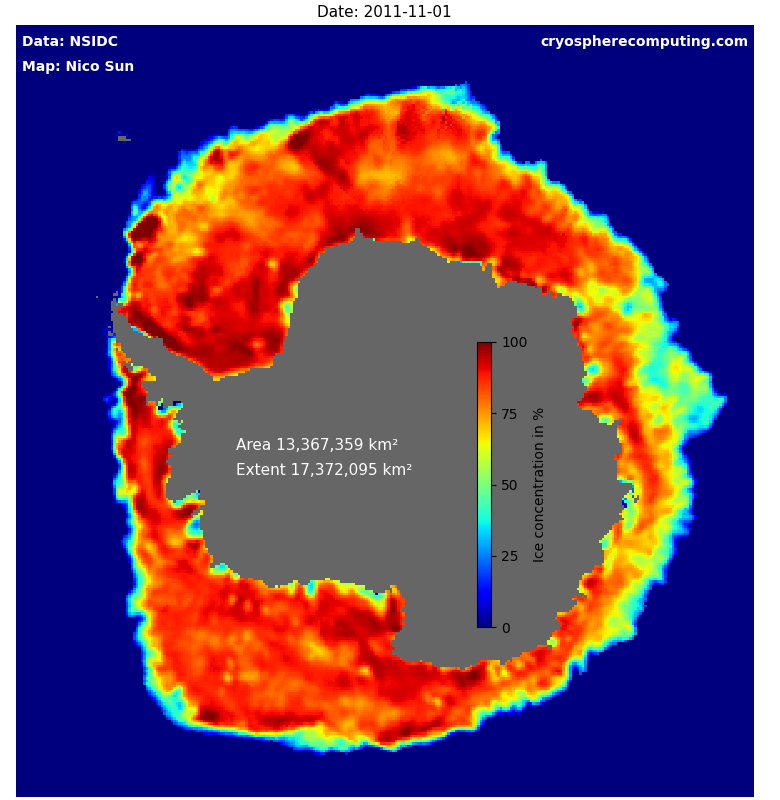 Date: 2011-11-01
Data: NSIDC
cryospherecomputing.com
Map: Nico Sun
100
75
50
25
0
Ice concentration in %
Area 13,367,359 km²
Extent 17,372,095 km²